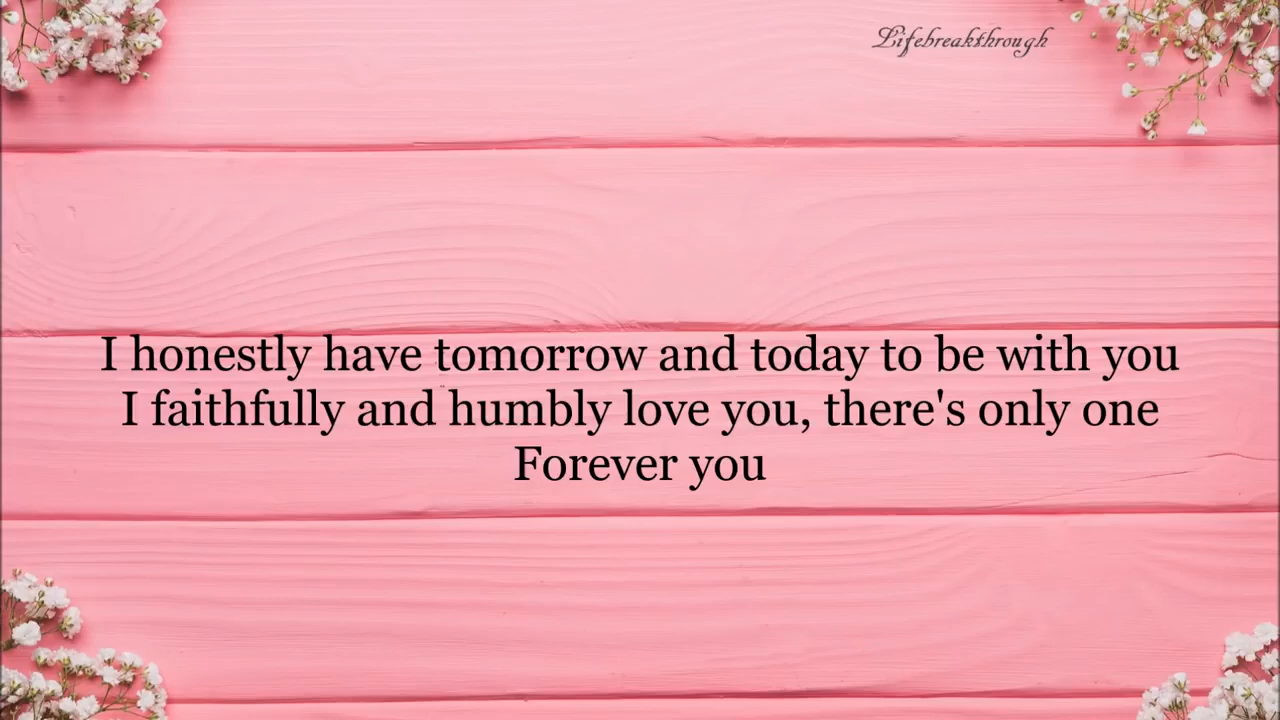 Lifebreakthrough
I honestly have tomorrow and today to be with you
I faithfully and humbly love you, there's only one
Forever you